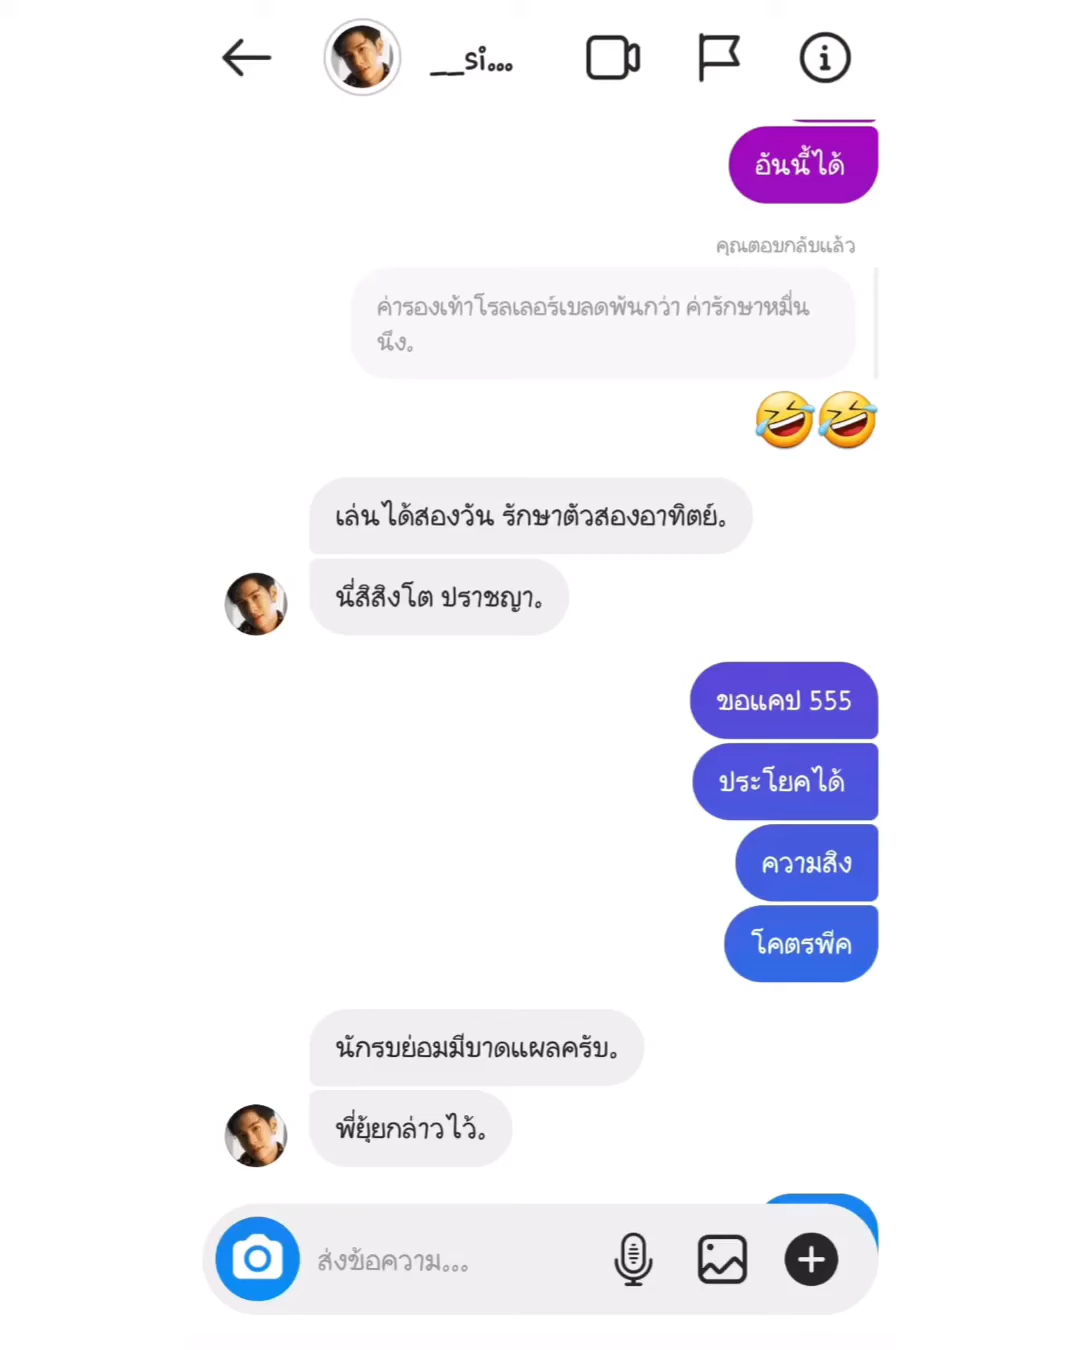 __si...
อันนี้ได้
คุณตอบกลับแล้ว
ค่ารองเท้าโรลเลอร์เบลดพันกว่า ค่ารักษาหมื่น
นึง。
🤣🤣
เล่นได้สองวัน รักษาตัวสองอาทิตย์。
นี่สิสิงโต ปราชญา。
ขอแคป 555
ประโยคได้
ความสิง
โคตรพีค
นักรบย่อมมีบาดแผลครับ。
พี่ยุ้ยกล่าวไว้。
ส่งข้อความ...